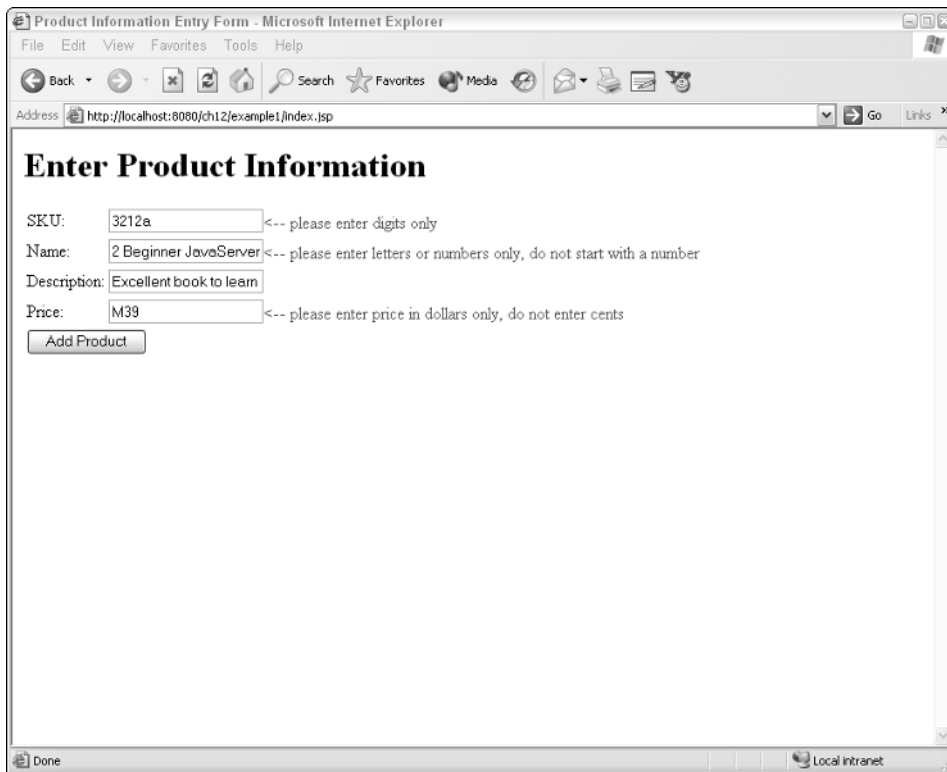 Product Information Entry Form - Microsoft Internet Explorer
File Edit View Favorites Tools Help
Back Search Favorites Media
Address http://localhost:8080/ch12/example1/index.jsp Go Links »
Enter Product Information
SKU: 3212a <-- please enter digits only
Name: 2 Beginner JavaServer <-- please enter letters or numbers only, do not start with a number
Description: Excellent book to learn
Price: M39 <-- please enter price in dollars only, do not enter cents
Add Product
Done Local intranet